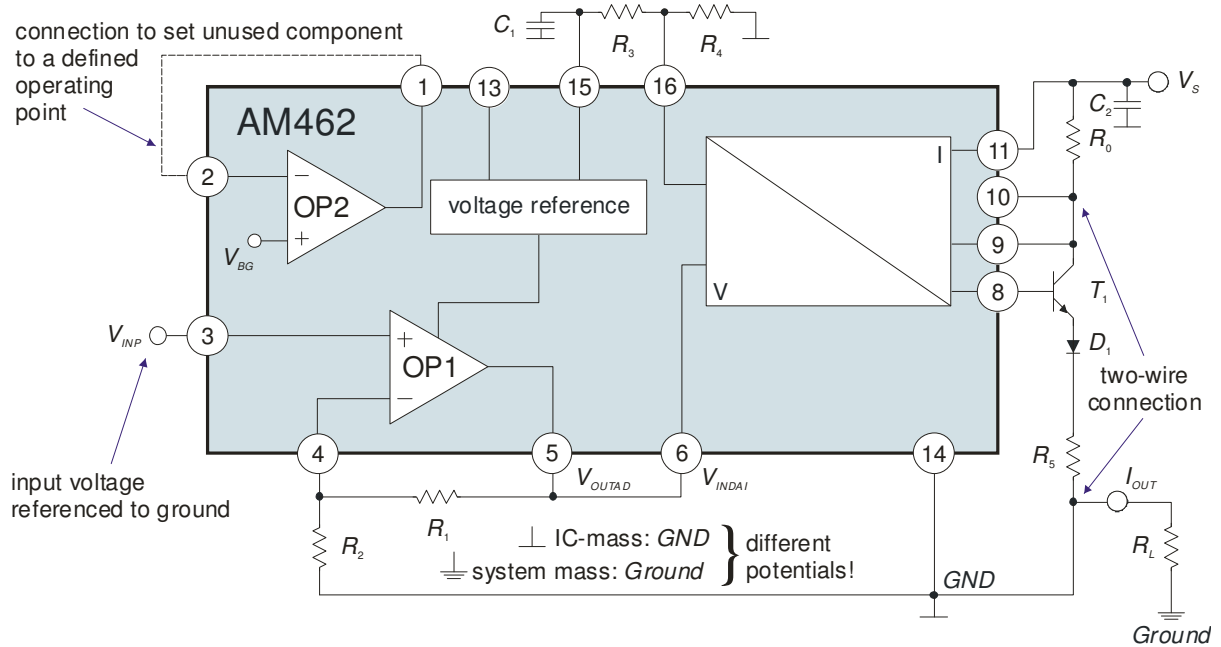 connection to set unused component
to a defined
operating
point
C1
R3
R4
1
13
15
16
VS
C2
R0
AM462
2
−
OP2
+
VBG
voltage reference
I
V
11
10
9
8
T1
D1
two-wire
connection
VINP
3
+
OP1
−
4
5
6
14
VOUTAD
VINDAI
R5
IOUT
input voltage
referenced to ground
R1
R2
IC-mass: GND
system mass: Ground
} different
potentials!
GND
RL
Ground